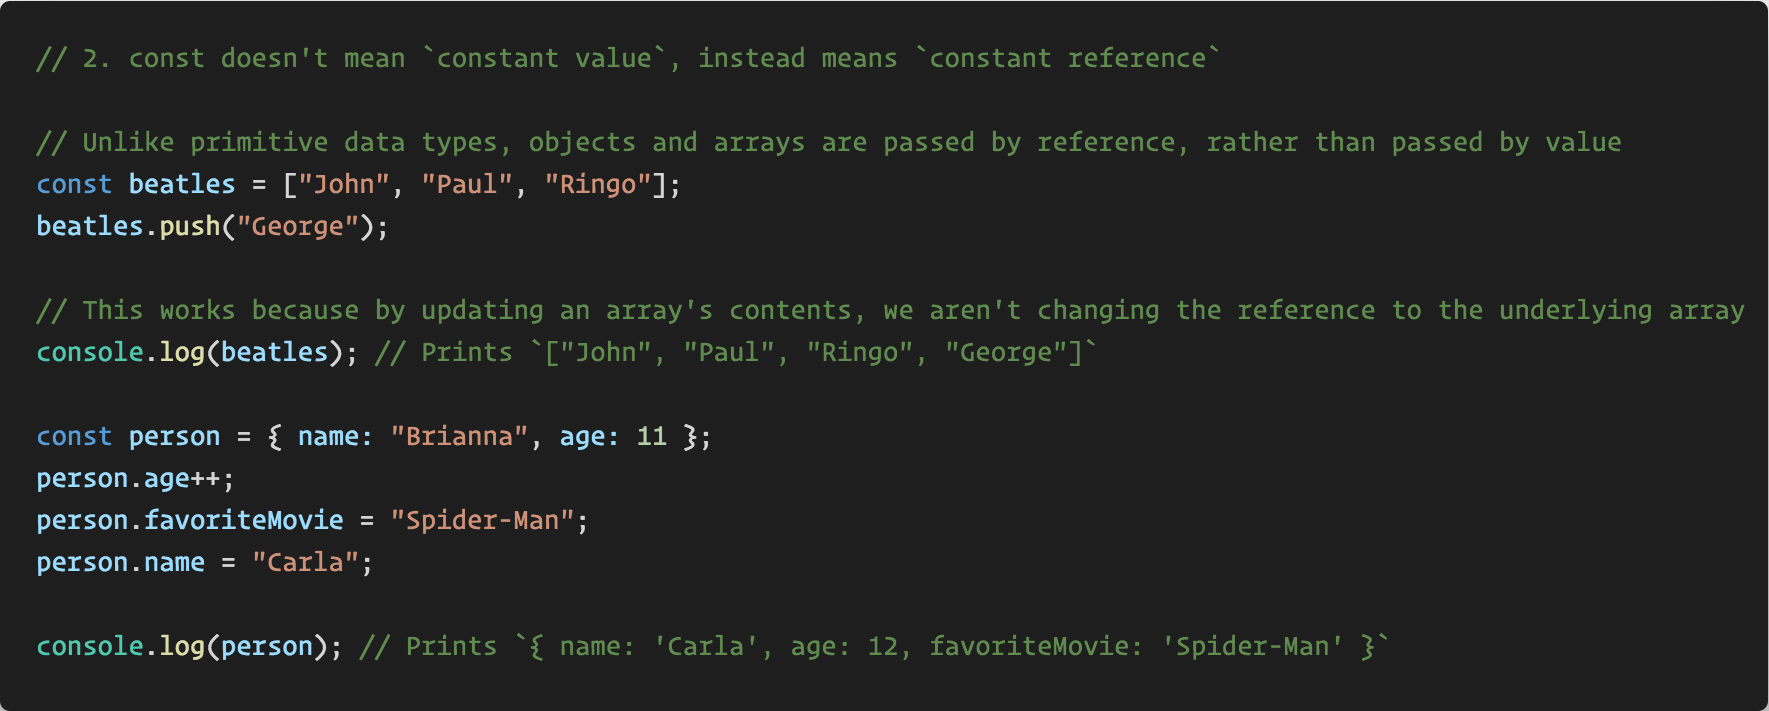 // 2. const doesn't mean `constant value`, instead means `constant reference`
// Unlike primitive data types, objects and arrays are passed by reference, rather than passed by value
const beatles = ["John", "Paul", "Ringo"];
beatles.push("George");
// This works because by updating an array's contents, we aren't changing the reference to the underlying array
console.log(beatles); // Prints `["John", "Paul", "Ringo", "George"]`
const person = { name: "Brianna", age: 11 };
person.age++;
person.favoriteMovie = "Spider-Man";
person.name = "Carla";
console.log(person); // Prints `{ name: 'Carla', age: 12, favoriteMovie: 'Spider-Man' }`